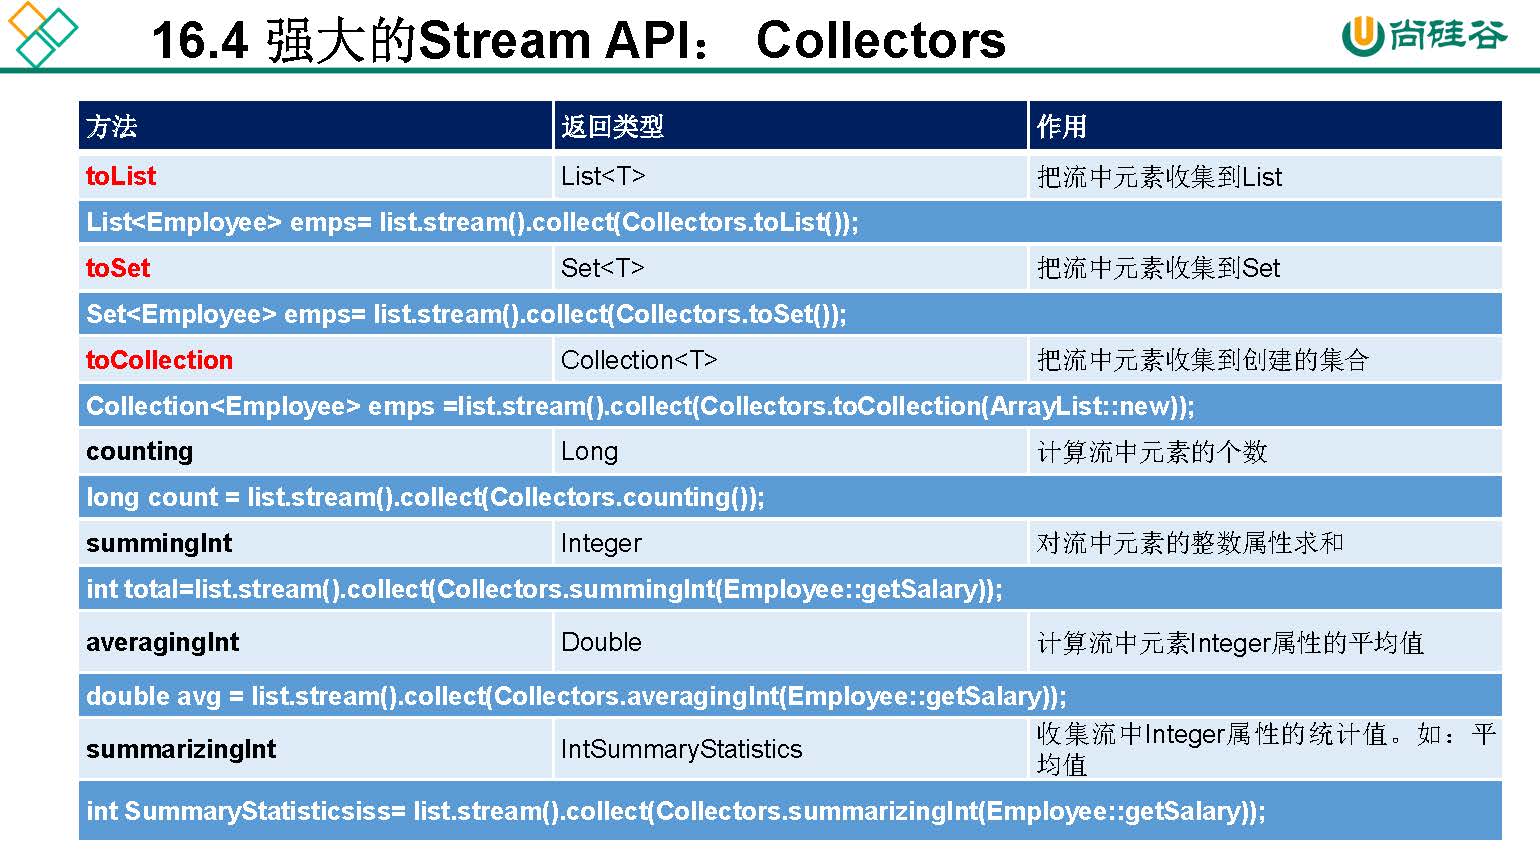 16.4 强大的Stream API： Collectors
尚硅谷
方法 返回类型 作用
toList List<T> 把流中元素收集到List
List<Employee> emps= list.stream().collect(Collectors.toList());
toSet Set<T> 把流中元素收集到Set
Set<Employee> emps= list.stream().collect(Collectors.toSet());
toCollection Collection<T> 把流中元素收集到创建的集合
Collection<Employee> emps =list.stream().collect(Collectors.toCollection(ArrayList::new));
counting Long 计算流中元素的个数
long count = list.stream().collect(Collectors.counting());
summingInt Integer 对流中元素的整数属性求和
int total=list.stream().collect(Collectors.summingInt(Employee::getSalary));
averagingInt Double 计算流中元素Integer属性的平均值
double avg = list.stream().collect(Collectors.averagingInt(Employee::getSalary));
summarizingInt IntSummaryStatistics 收集流中Integer属性的统计值。如：平
均值
int SummaryStatisticsiss= list.stream().collect(Collectors.summarizingInt(Employee::getSalary));